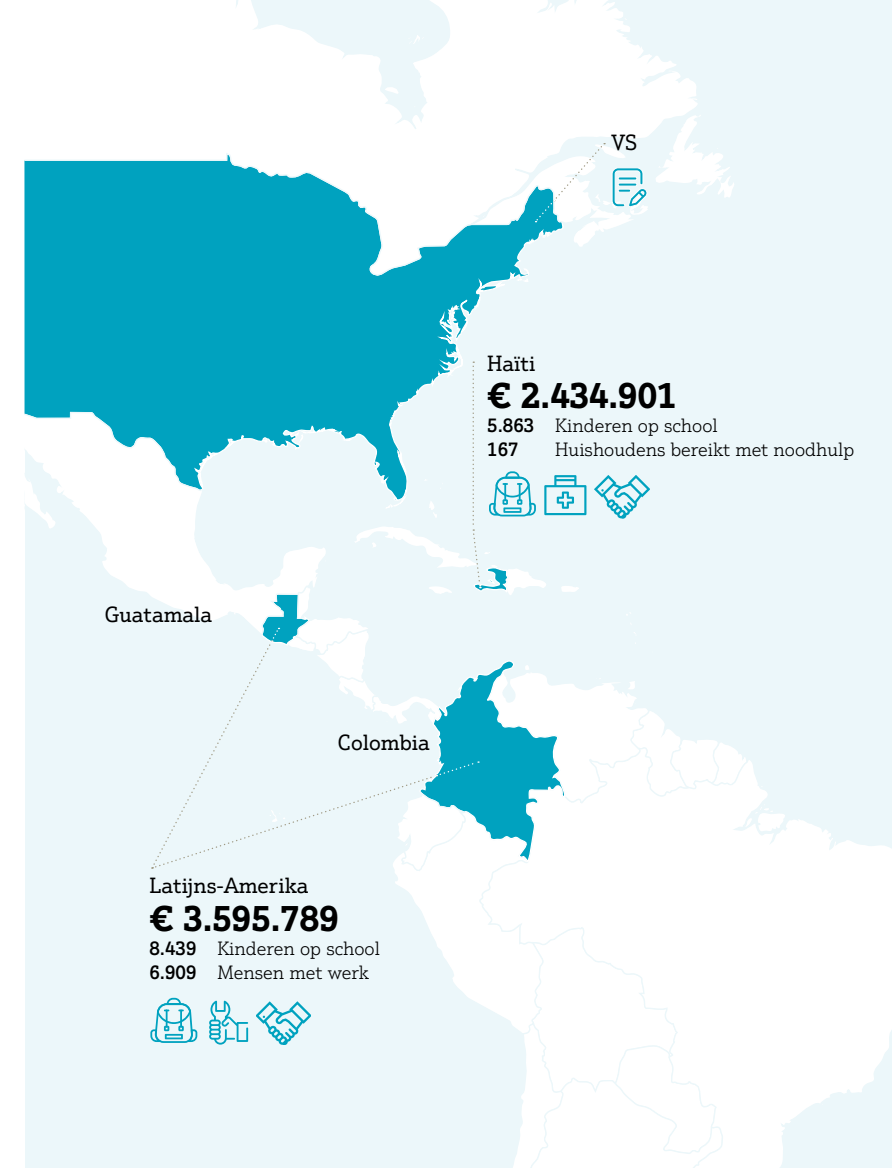 VS
Haïti
€ 2.434.901
5.863 Kinderen op school
167 Huishoudens bereikt met noodhulp
Guatamala
Colombia
Latijns-Amerika
€ 3.595.789
8.439 Kinderen op school
6.909 Mensen met werk